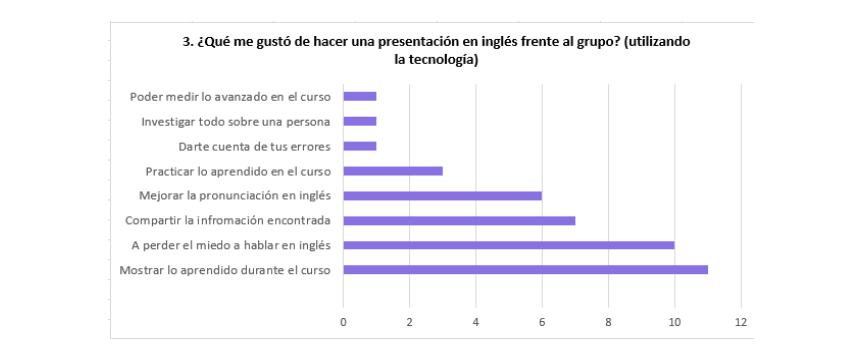 3. ¿Qué me gustó de hacer una presentación en inglés frente al grupo? (utilizando
la tecnología)
Poder medir lo avanzado en el curso
Investigar todo sobre una persona
Darte cuenta de tus errores
Practicar lo aprendido en el curso
Mejorar la pronunciación en inglés
Compartir la infromación encontrada
A perder el miedo a hablar en inglés
Mostrar lo aprendido durante el curso
0 2 4 6 8 10 12